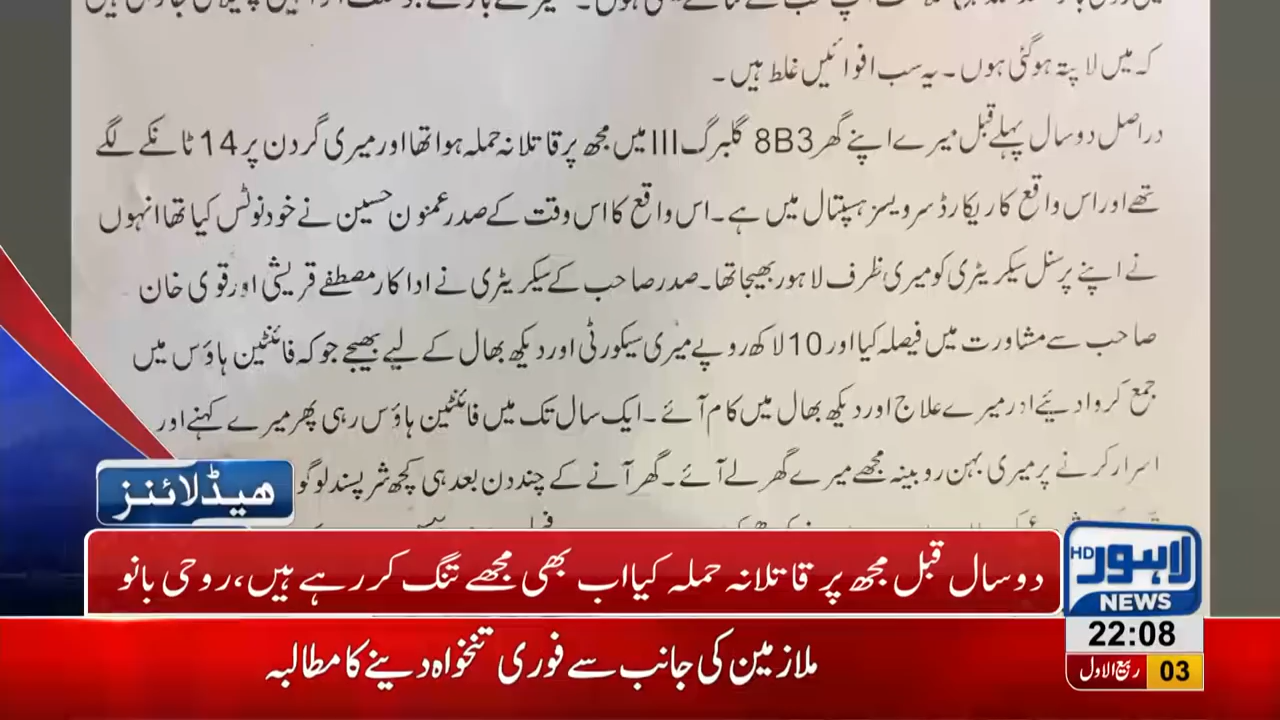 کہ میں لاپتہ ہوگئی ہوں۔ یہ سب افوائیں غلط ہیں۔
دراصل دو سال پہلے قبل میرے اپنے گھر 8B3 گلبرگ III میں مجھ پر قاتلانہ حملہ ہوا تھا اور میری گردن پر 14 ٹانکے لگے
تھے اور اس واقع کا ریکارڈ سرویسز ہسپتال میں ہے۔ اس واقع کا اس وقت کے صدر عمنون حسین نے خود نوٹس کیا تھا انہوں
نے اپنے پرسنل سیکریٹری کو میری ظرف لاہور بھیجا تھا۔ صدر صاحب کے سیکریٹری نے اداکار مصطفے قریشی اور قوی خان
صاحب سے مشاورت میں فیصلہ کیا اور 10 لاکھ روپے میری سیکورٹی اور دیکھ بھال کے لیے بھیجے جو کہ فائنٹین ہاؤس میں
جمع کروادئیے اور میرے علاج اور دیکھ بھال میں کام آئے۔ ایک سال تک میں فائنٹین ہاؤس رہی پھر میرے کہنے اور
اسرار کرنے پر میری بہن روبینہ مجھے میرے گھر لے آئے۔ گھر آنے کے چند دن بعد ہی کچھ شر پسند لوگو
ھیڈلائنز
دو سال قبل مجھ پر قاتلانہ حملہ کیا اب بھی مجھے تنگ کر رہے ہیں، روحی بانو
لاہور HD
NEWS
22:08
ملازمین کی جانب سے فوری تنخواہ دینے کا مطالبہ
03 ربیع الاول